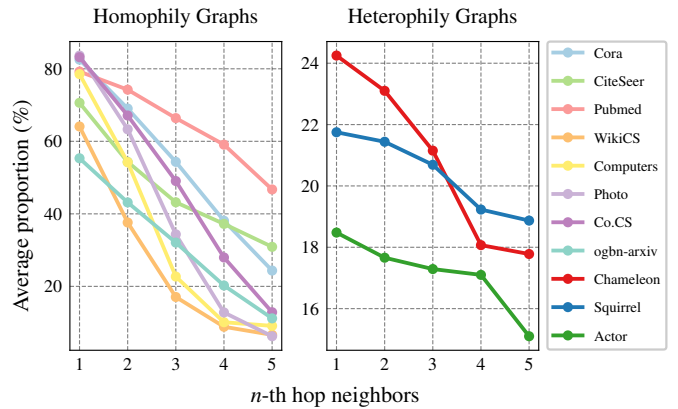 Homophily Graphs
Heterophily Graphs
Average proportion (%)
80
60
40
20
1 2 3 4 5
24
22
20
18
16
1 2 3 4 5
n-th hop neighbors
Cora
CiteSeer
Pubmed
WikiCS
Computers
Photo
Co.CS
ogbn-arxiv
Chameleon
Squirrel
Actor